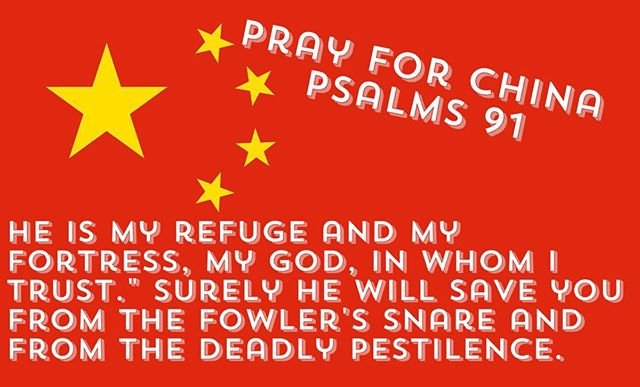 PRAY FOR CHINA
PSALMS 91
HE IS MY REFUGE AND MY
FORTRESS, MY GOD, IN WHOM I
TRUST." SURELY HE WILL SAVE YOU
FROM THE FOWLER'S SNARE AND
FROM THE DEADLY PESTILENCE.